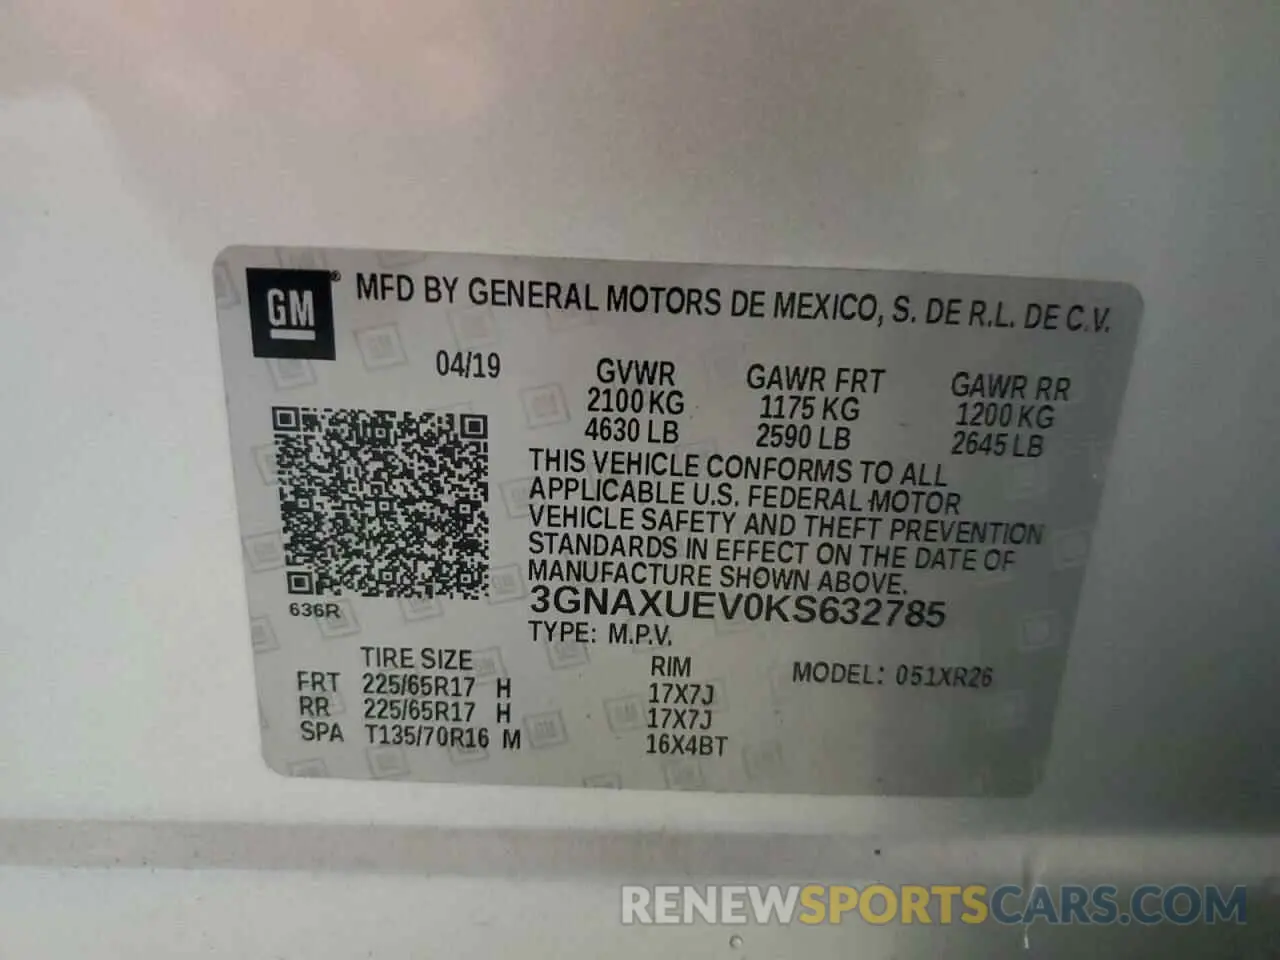 GM® MFD BY GENERAL MOTORS DE MEXICO, S. DE R.L. DE C.V.
04/19 GVWR GAWR FRT GAWR RR
2100 KG 1175 KG 1200 KG
4630 LB 2590 LB 2645 LB
THIS VEHICLE CONFORMS TO ALL
APPLICABLE U.S. FEDERAL MOTOR
VEHICLE SAFETY AND THEFT PREVENTION
STANDARDS IN EFFECT ON THE DATE OF
MANUFACTURE SHOWN ABOVE.
636R 3GNAXUEV0KS632785
TYPE: M.P.V.
TIRE SIZE RIM MODEL: 051XR26
FRT 225/65R17 H 17X7J
RR 225/65R17 H 17X7J
SPA T135/70R16 M 16X4BT
RENEWSPORTSCARS.COM